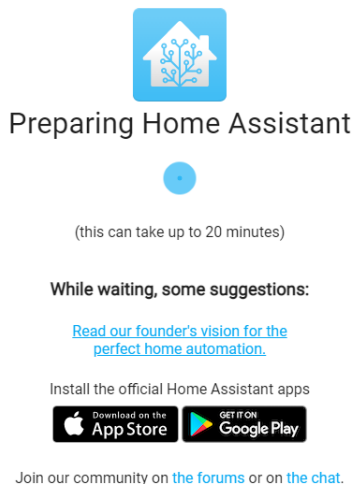 Preparing Home Assistant
(this can take up to 20 minutes)
While waiting, some suggestions:
Read our founder's vision for the
perfect home automation.
Install the official Home Assistant apps
Download on the
App Store
GET IT ON
Google Play
Join our community on the forums or on the chat.